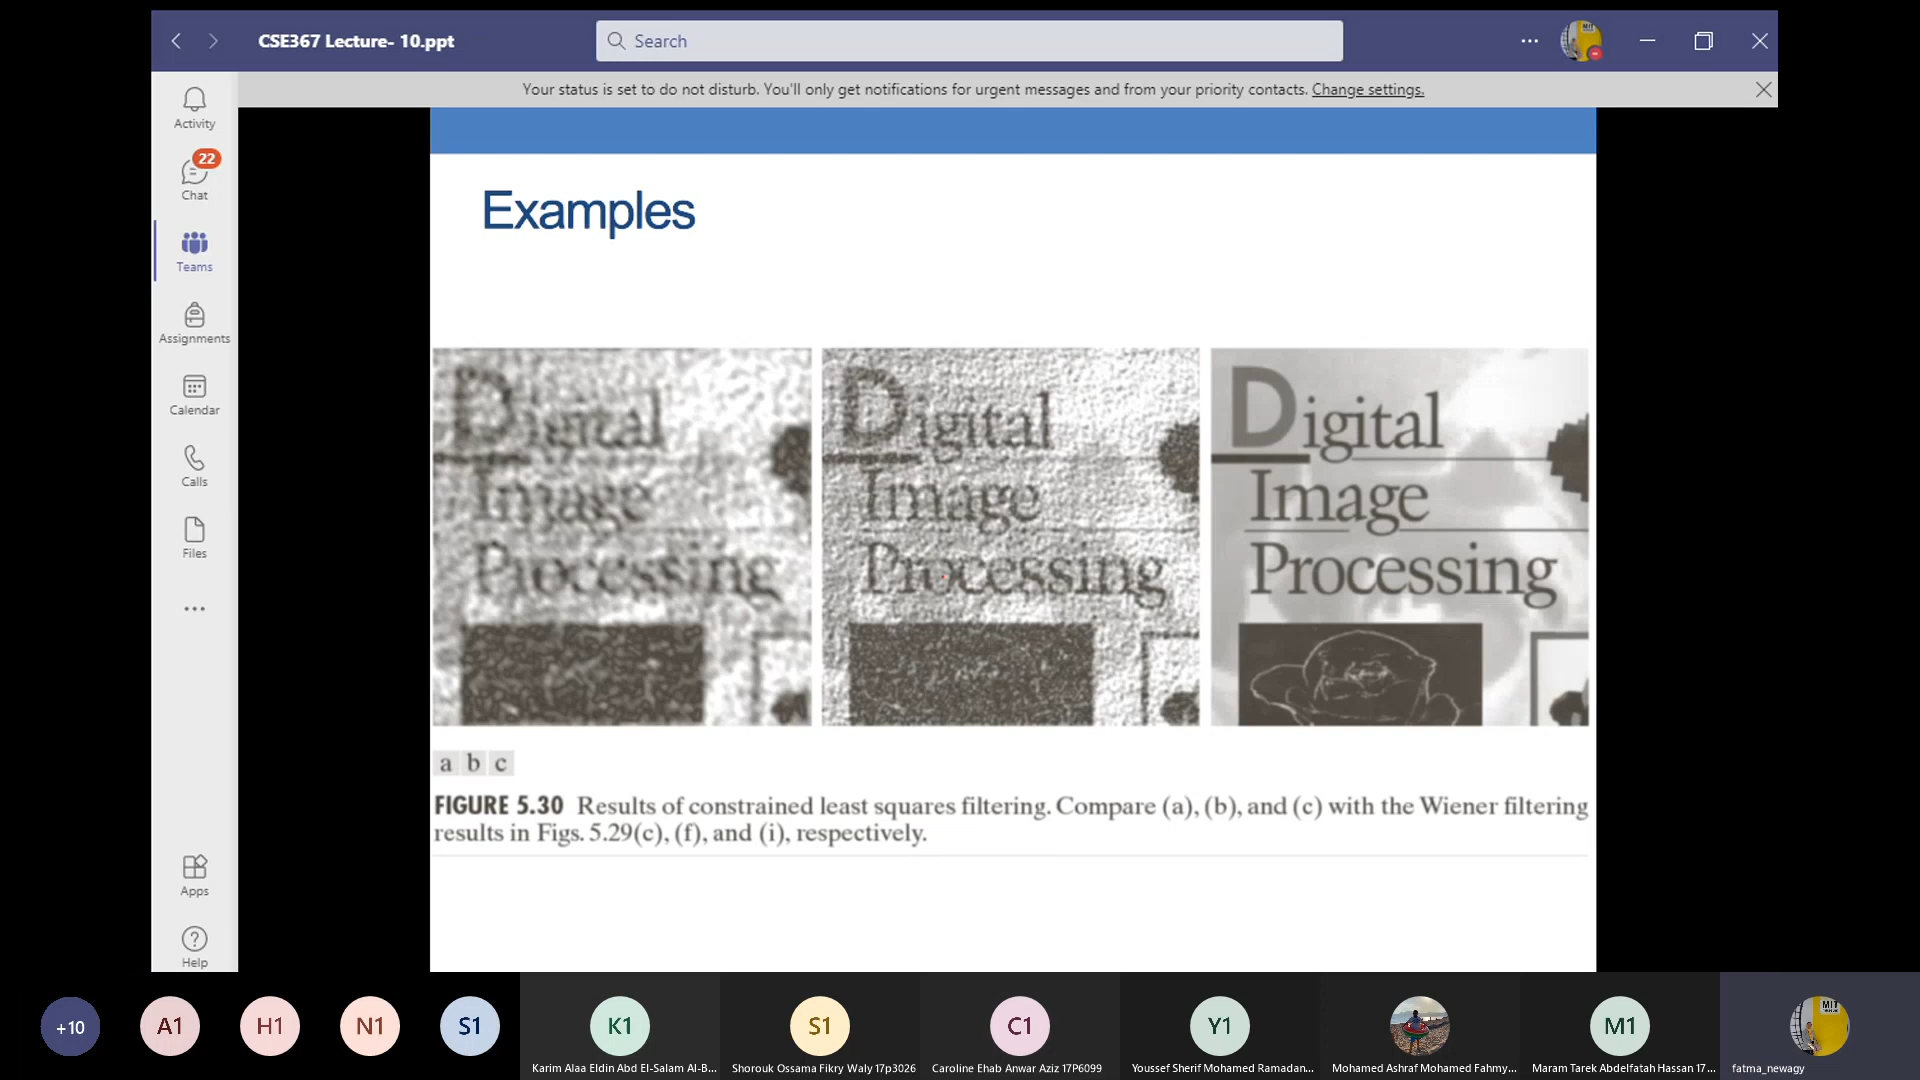 CSE367 Lecture- 10.ppt
Search
Your status is set to do not disturb. You'll only get notifications for urgent messages and from your priority contacts. Change settings.
Activity
22
Chat
Teams
Assignments
Calendar
Calls
Files
Apps
Help
Examples
Digital
Image
Processing
Digital
Image
Processing
Digital
Image
Processing
a b c
FIGURE 5.30 Results of constrained least squares filtering. Compare (a), (b), and (c) with the Wiener filtering
results in Figs. 5.29(c), (f), and (i), respectively.
+10
A1
H1
N1
S1
K1
Karim Alaa Eldin Abd El-Salam Al-B...
S1
Shorouk Ossama Fikry Waly 17p3026
C1
Caroline Ehab Anwar Aziz 17P6099
Y1
Youssef Sherif Mohamed Ramadan...
Mohamed Ashraf Mohamed Fahmy...
M1
Maram Tarek Abdelfatah Hassan 17...
MIT
fatma_newagy